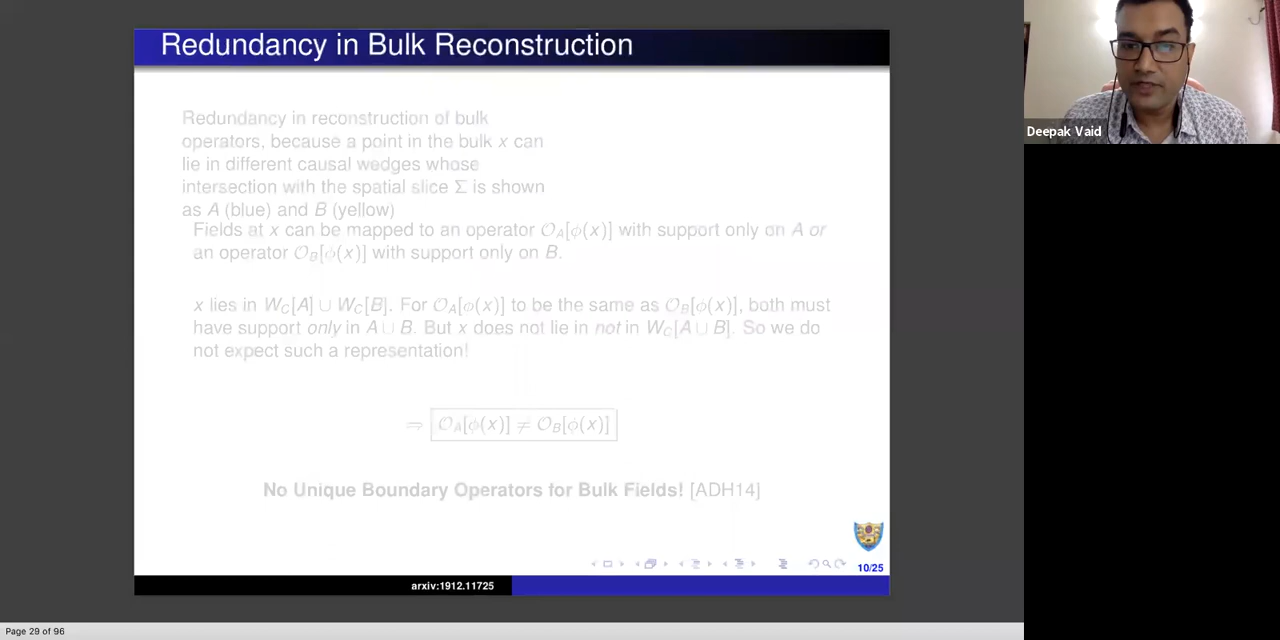 Redundancy in Bulk Reconstruction
Redundancy in reconstruction of bulk
operators, because a point in the bulk x can
lie in different causal wedges whose
intersection with the spatial slice Σ is shown
as A (blue) and B (yellow)
Fields at x can be mapped to an operator 𝒪_A[ϕ(x)] with support only on A or
an operator 𝒪_B[ϕ(x)] with support only on B.
x lies in W_C[A] ∪ W_C[B]. For 𝒪_A[ϕ(x)] to be the same as 𝒪_B[ϕ(x)], both must
have support only in A ∪ B. But x does not lie in not in W_C[A ∪ B]. So we do
not expect such a representation!
⇒ 𝒪_A[ϕ(x)] ≠ 𝒪_B[ϕ(x)]
No Unique Boundary Operators for Bulk Fields! [ADH14]
10/25
arxiv:1912.11725
Page 29 of 96
Deepak Vaid